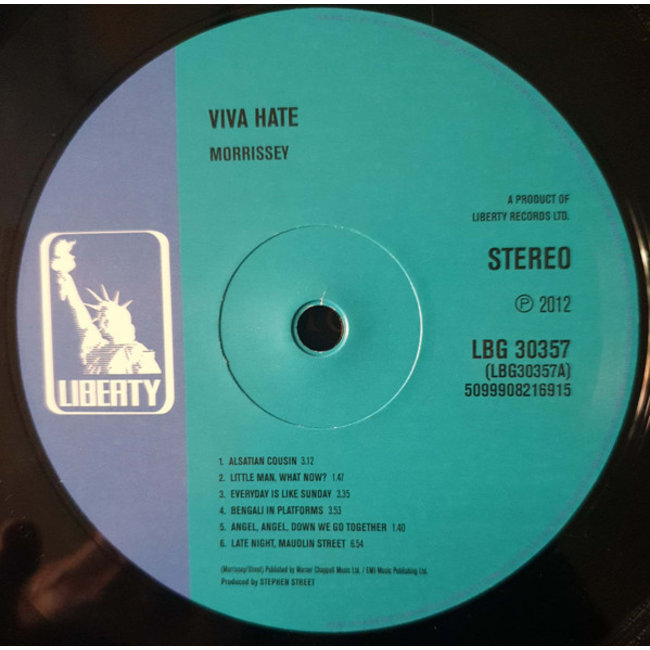 VIVA HATE
MORRISSEY
A PRODUCT OF
LIBERTY RECORDS LTD.
STEREO
℗ 2012
LIBERTY
LBG 30357
(LBG30357A)
5099908216915
1. ALSATIAN COUSIN 3.12
2. LITTLE MAN, WHAT NOW? 1.47
3. EVERYDAY IS LIKE SUNDAY 3.35
4. BENGALI IN PLATFORMS 3.53
5. ANGEL, ANGEL, DOWN WE GO TOGETHER 1.40
6. LATE NIGHT, MAUDLIN STREET 6.54
(Morrissey/Street) Published by Warner Chappell Music Ltd. / EMI Music Publishing Ltd.
Produced by STEPHEN STREET